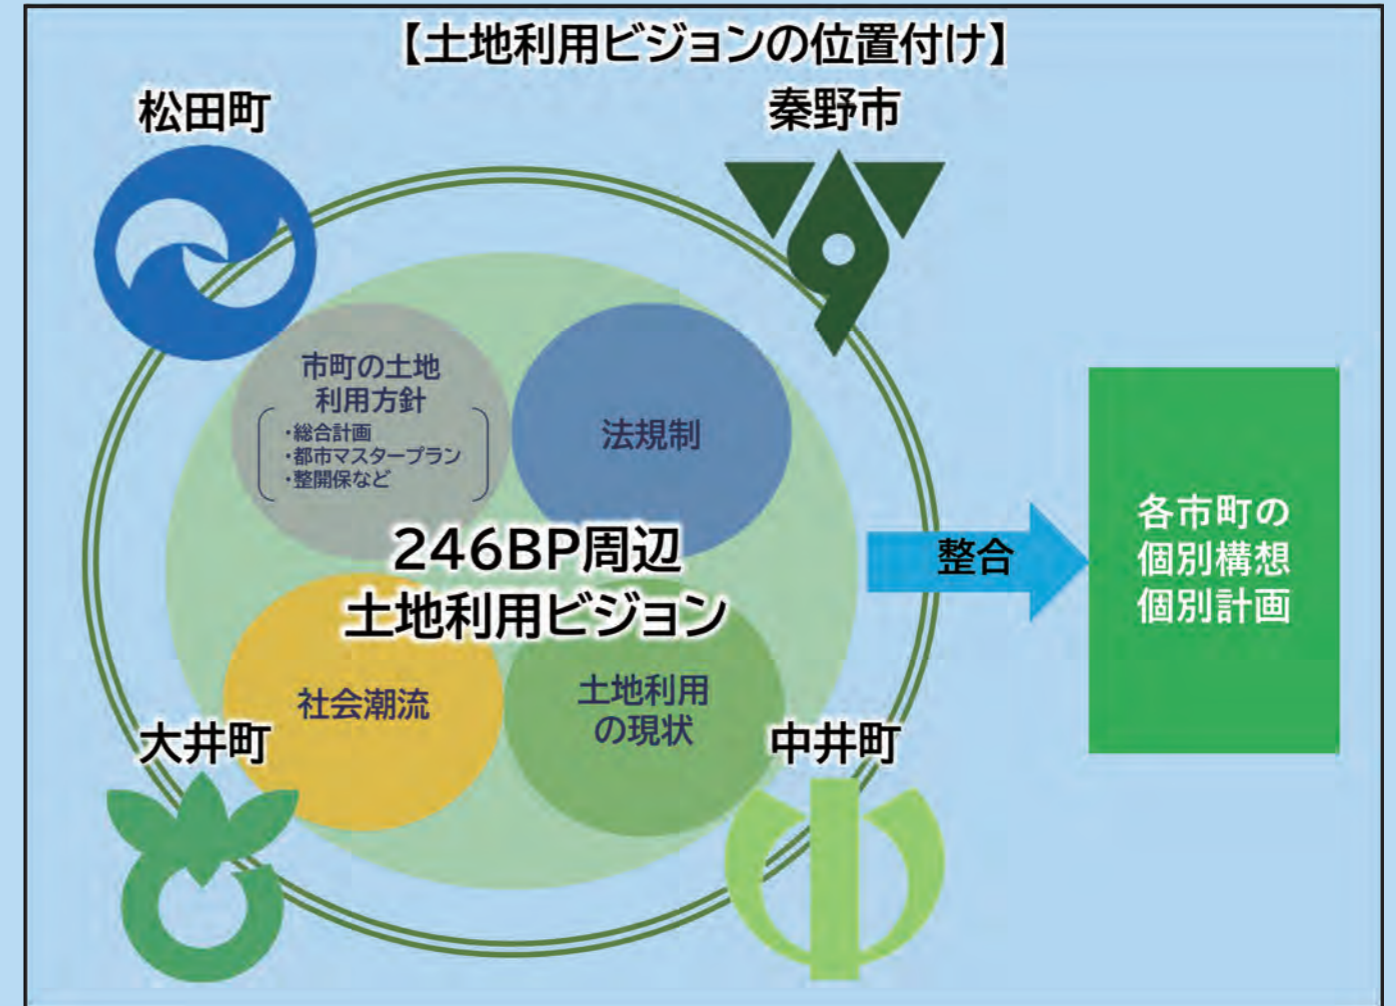 【土地利用ビジョンの位置付け】
松田町
秦野市
市町の土地
利用方針
・総合計画
・都市マスタープラン
・整開保など
法規制
246BP周辺
土地利用ビジョン
社会潮流
土地利用
の現状
大井町
中井町
整合
各市町の
個別構想
個別計画